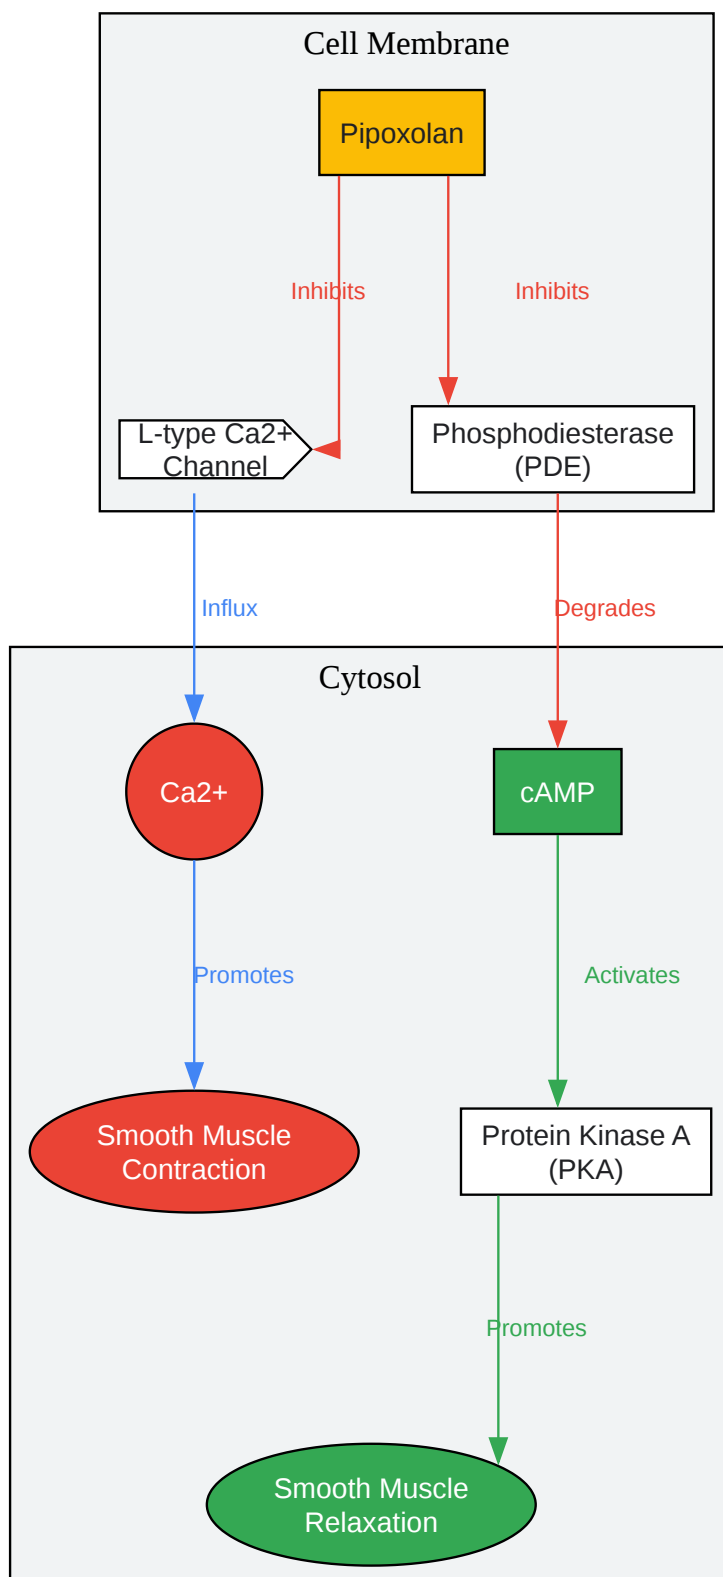 Cell Membrane
Pipoxolan
Inhibits
Inhibits
L-type Ca2+
Channel
Phosphodiesterase
(PDE)
Influx
Degrades
Cytosol
Ca2+
cAMP
Promotes
Activates
Smooth Muscle
Contraction
Protein Kinase A
(PKA)
Promotes
Smooth Muscle
Relaxation